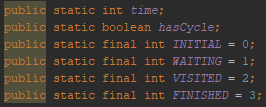 public static int time;
public static boolean hasCycle;
public static final int INITIAL = 0;
public static final int WAITING = 1;
public static final int VISITED = 2;
public static final int FINISHED = 3;